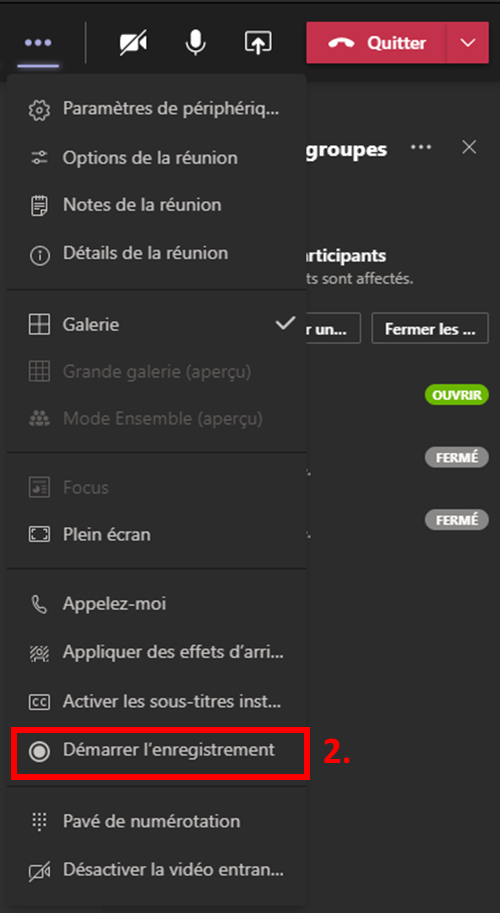 Quitter
Paramètres de périphériq...
groupes
Options de la réunion
Notes de la réunion
Détails de la réunion
rticipants
ts sont affectés.
Galerie
r un...
Fermer les ...
Grande galerie (aperçu)
OUVRIR
Mode Ensemble (aperçu)
FERMÉ
Focus
FERMÉ
Plein écran
Appelez-moi
Appliquer des effets d'arri...
CC
Activer les sous-titres inst...
Démarrer l'enregistrement
2.
Pavé de numérotation
Désactiver la vidéo entran...